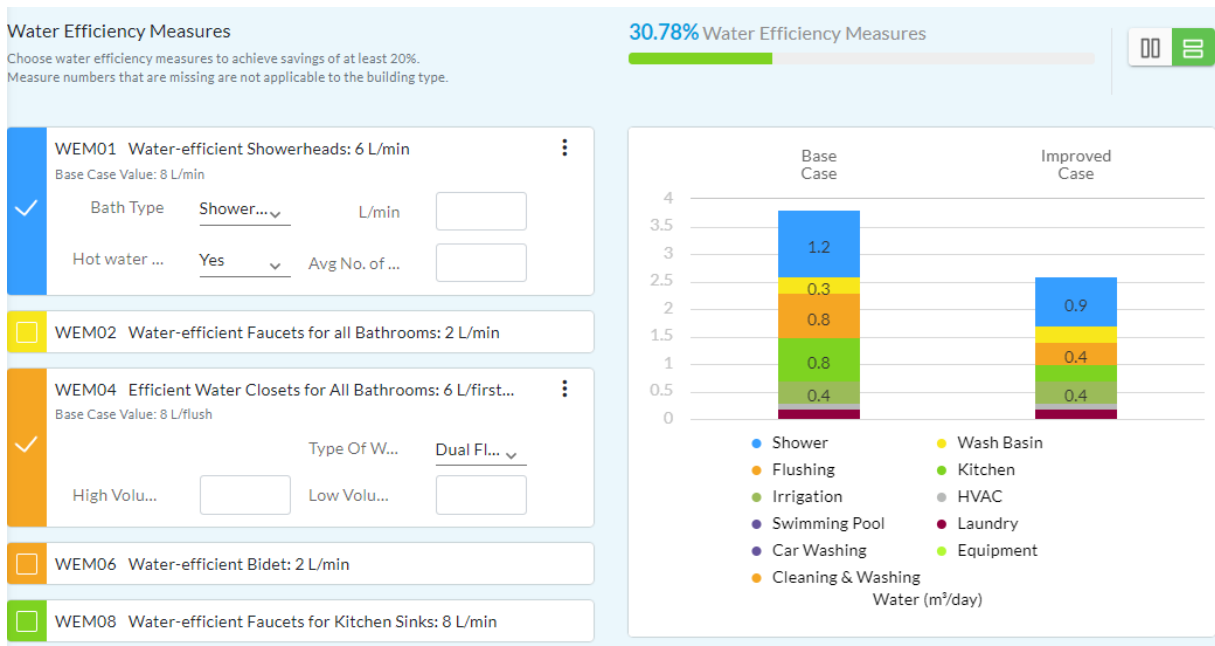 Water Efficiency Measures
Choose water efficiency measures to achieve savings of at least 20%.
Measure numbers that are missing are not applicable to the building type.
30.78% Water Efficiency Measures
WEM01 Water-efficient Showerheads: 6 L/min
Base Case Value: 8 L/min
Bath Type Shower... L/min
Hot water ... Yes Avg No. of ...
WEM02 Water-efficient Faucets for all Bathrooms: 2 L/min
WEM04 Efficient Water Closets for All Bathrooms: 6 L/first...
Base Case Value: 8 L/flush
Type Of W... Dual Fl...
High Volu... Low Volu...
WEM06 Water-efficient Bidet: 2 L/min
WEM08 Water-efficient Faucets for Kitchen Sinks: 8 L/min
Base Case
Improved Case
4
3.5
3
2.5
2
1.5
1
0.5
0
1.2
0.3
0.8
0.8
0.4
0.9
0.4
0.4
Shower Wash Basin
Flushing Kitchen
Irrigation HVAC
Swimming Pool Laundry
Car Washing Equipment
Cleaning & Washing
Water (m³/day)